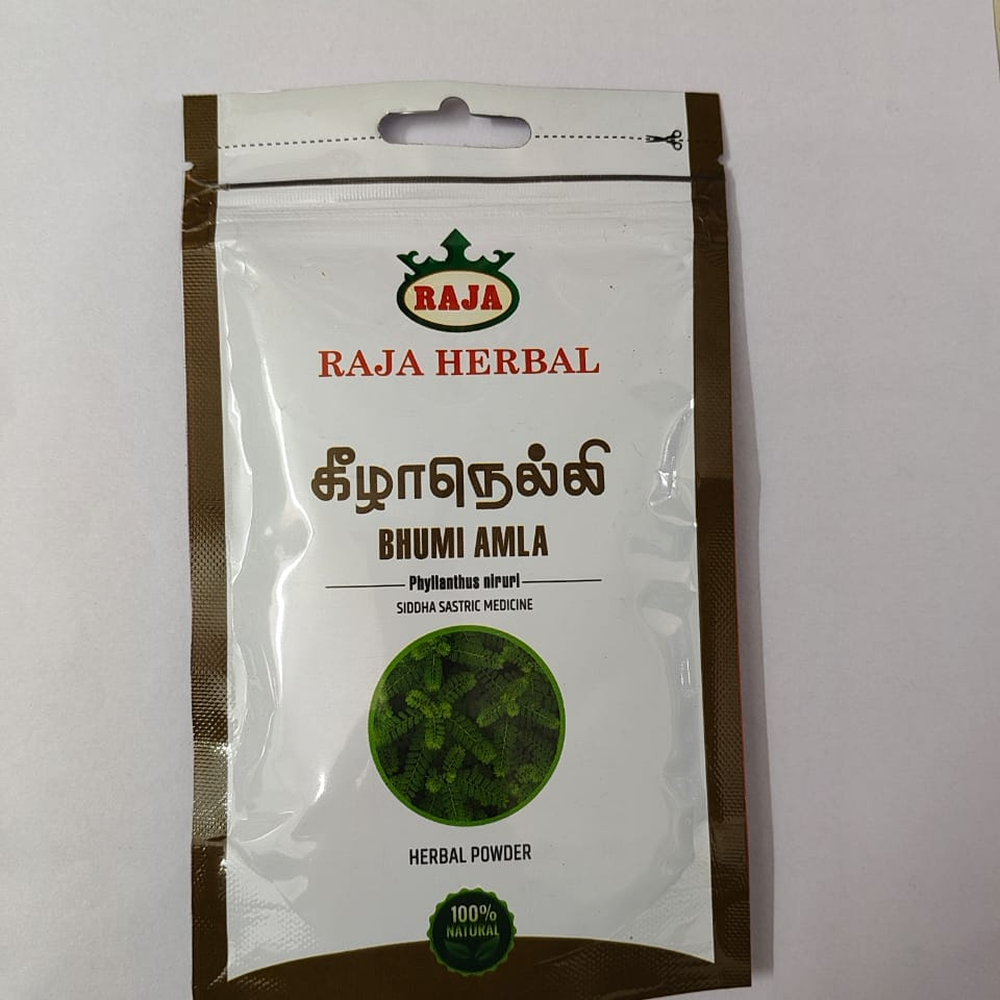 RAJA
RAJA HERBAL
கீழாநெல்லி
BHUMI AMLA
Phyllanthus niruri
SIDDHA SASTRIC MEDICINE
HERBAL POWDER
100%
NATURAL